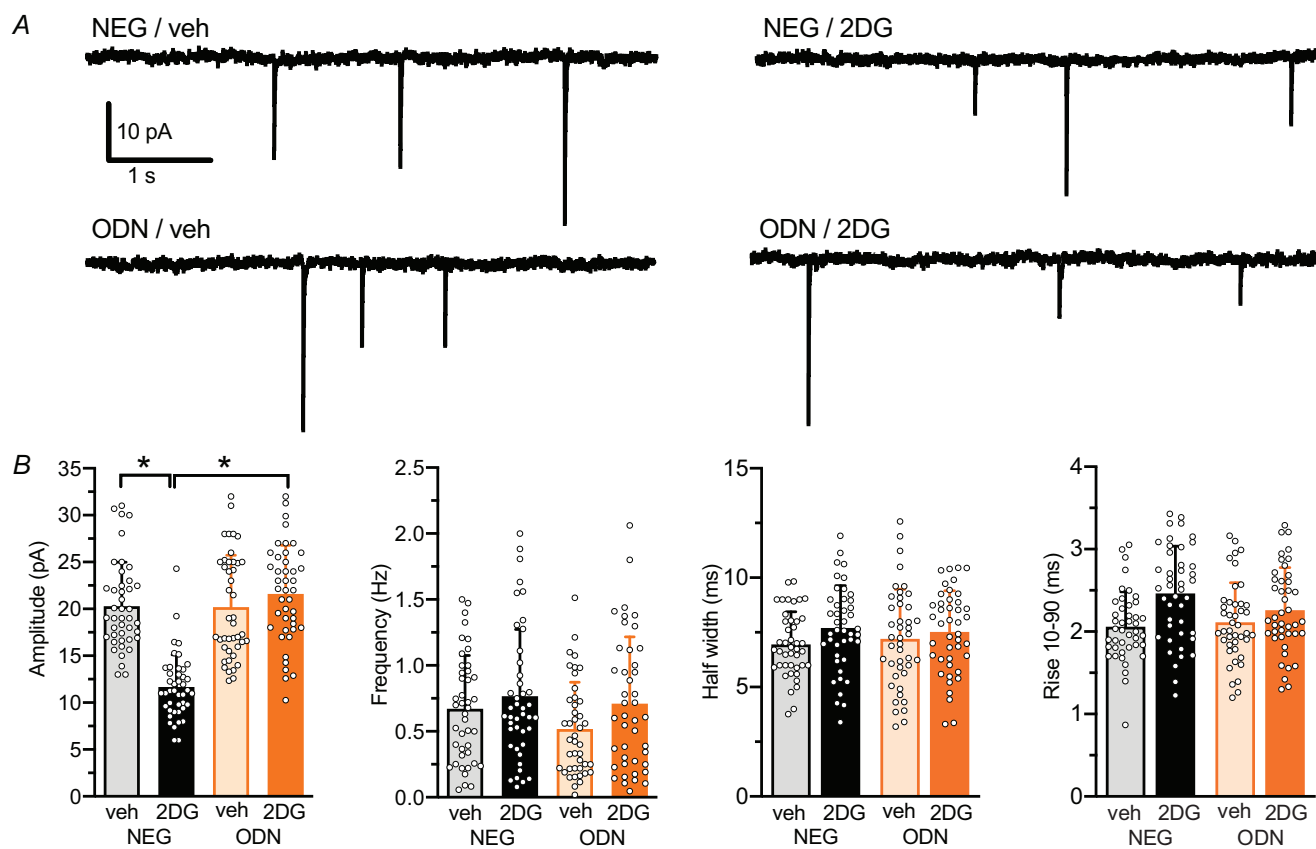 A
NEG / veh
NEG / 2DG
10 pA
1 s
ODN / veh
ODN / 2DG
B
Amplitude (pA)
35
30
25
20
15
10
5
0
* *
veh 2DG veh 2DG
NEG ODN
Frequency (Hz)
2.5
2.0
1.5
1.0
0.5
0.0
veh 2DG veh 2DG
NEG ODN
Half width (ms)
15
10
5
0
veh 2DG veh 2DG
NEG ODN
Rise 10-90 (ms)
4
3
2
1
0
veh 2DG veh 2DG
NEG ODN